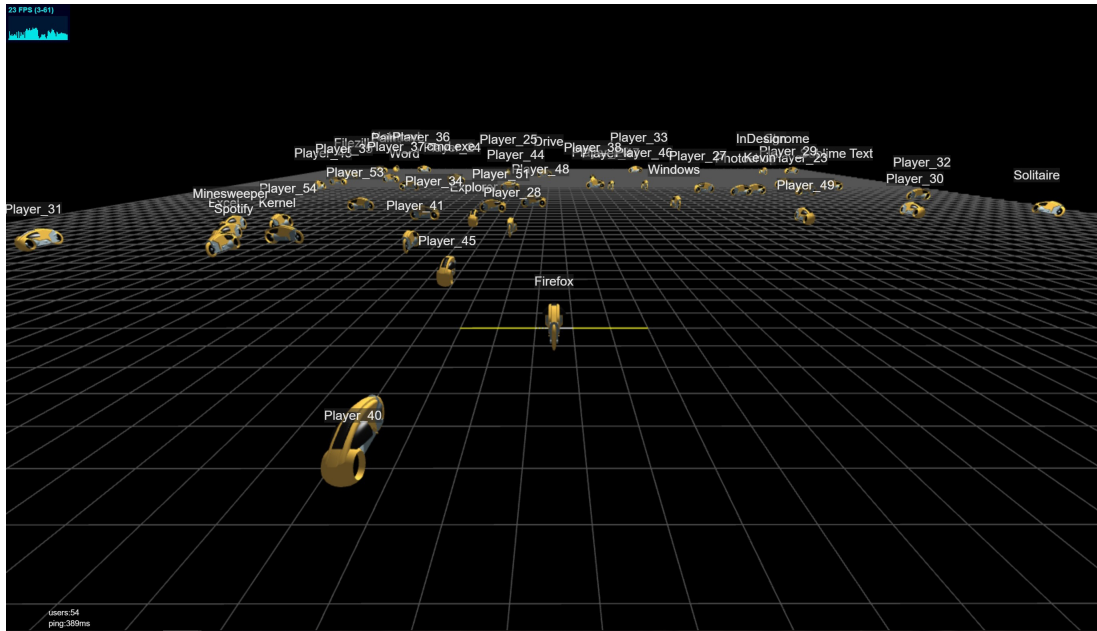 23 FPS (3-61)
Player_36
Player_25
Drive
Player_33
InDesign
Player_37
cmd.exe
Player_38
Player_29
Word
Player_44
Player_46
Player_27
Kevin
Player_23
Player_32
Player_48
Windows
Player_53
Player_51
Player_30
Solitaire
Player_34
Player_49
Minesweeper
Player_54
Player_28
Spotify
Kernel
Player_31
Player_41
Player_45
Firefox
Player_40
users:54
ping:389ms